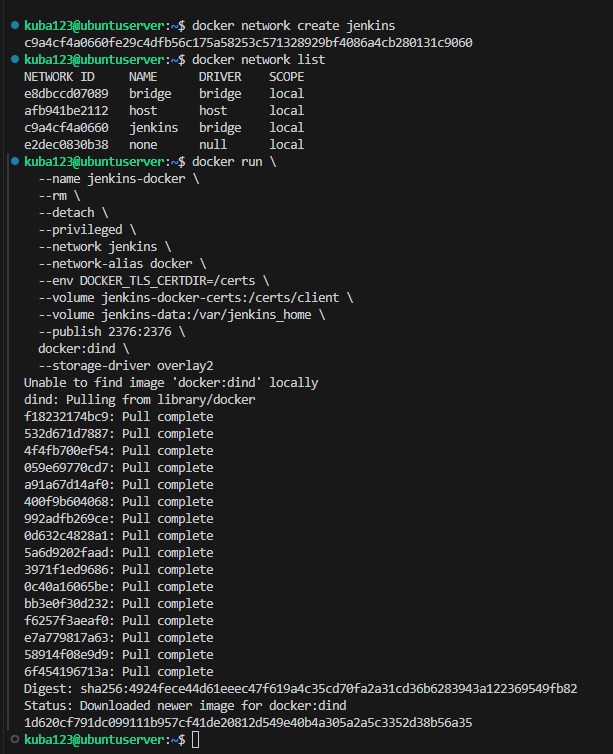 kuba123@ubuntuserver:~$ docker network create jenkins
c9a4cf4a0660fe29c4dfb56c175a58253c571328929bf4086a4cb280131c9060
kuba123@ubuntuserver:~$ docker network list
NETWORK ID     NAME      DRIVER    SCOPE
e8dbccd07089   bridge    bridge    local
afb941be2112   host      host      local
c9a4cf4a0660   jenkins   bridge    local
e2dec0830b38   none      null      local
kuba123@ubuntuserver:~$ docker run \
  --name jenkins-docker \
  --rm \
  --detach \
  --privileged \
  --network jenkins \
  --network-alias docker \
  --env DOCKER_TLS_CERTDIR=/certs \
  --volume jenkins-docker-certs:/certs/client \
  --volume jenkins-data:/var/jenkins_home \
  --publish 2376:2376 \
  docker:dind \
  --storage-driver overlay2
Unable to find image 'docker:dind' locally
dind: Pulling from library/docker
f18232174bc9: Pull complete
532d671d7887: Pull complete
4f4fb700ef54: Pull complete
059e69770cd7: Pull complete
a91a67d14af0: Pull complete
400f9b604068: Pull complete
992adfb269ce: Pull complete
0d632c4828a1: Pull complete
5a6d9202faad: Pull complete
3971f1ed9686: Pull complete
0c40a16065be: Pull complete
bb3e0f30d232: Pull complete
f6257f3aeaf0: Pull complete
e7a779817a63: Pull complete
58914f08e9d9: Pull complete
6f454196713a: Pull complete
Digest: sha256:4924fece44d61eeec47f619a4c35cd70fa2a31cd36b6283943a122369549fb82
Status: Downloaded newer image for docker:dind
1d620cf791dc099111b957cf41de20812d549e40b4a305a2a5c3352d38b56a35
kuba123@ubuntuserver:~$